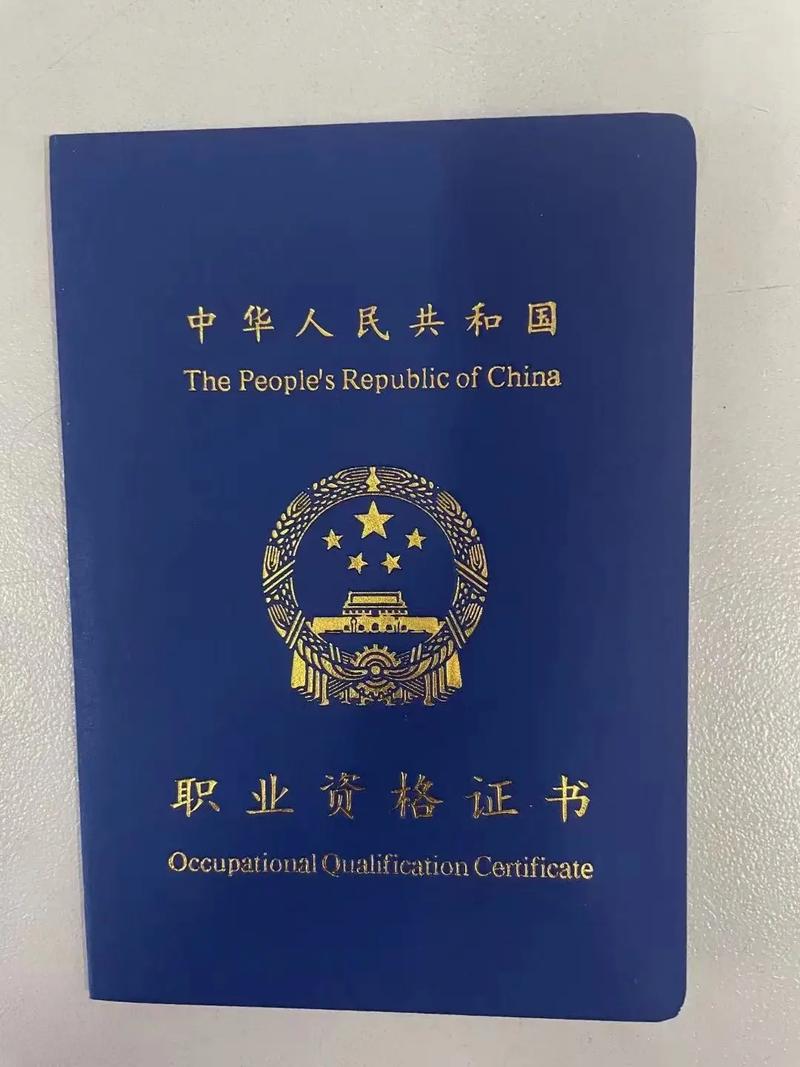 中华人民共和国
The People's Republic of China
职业资格证书
Occupational Qualification Certificate